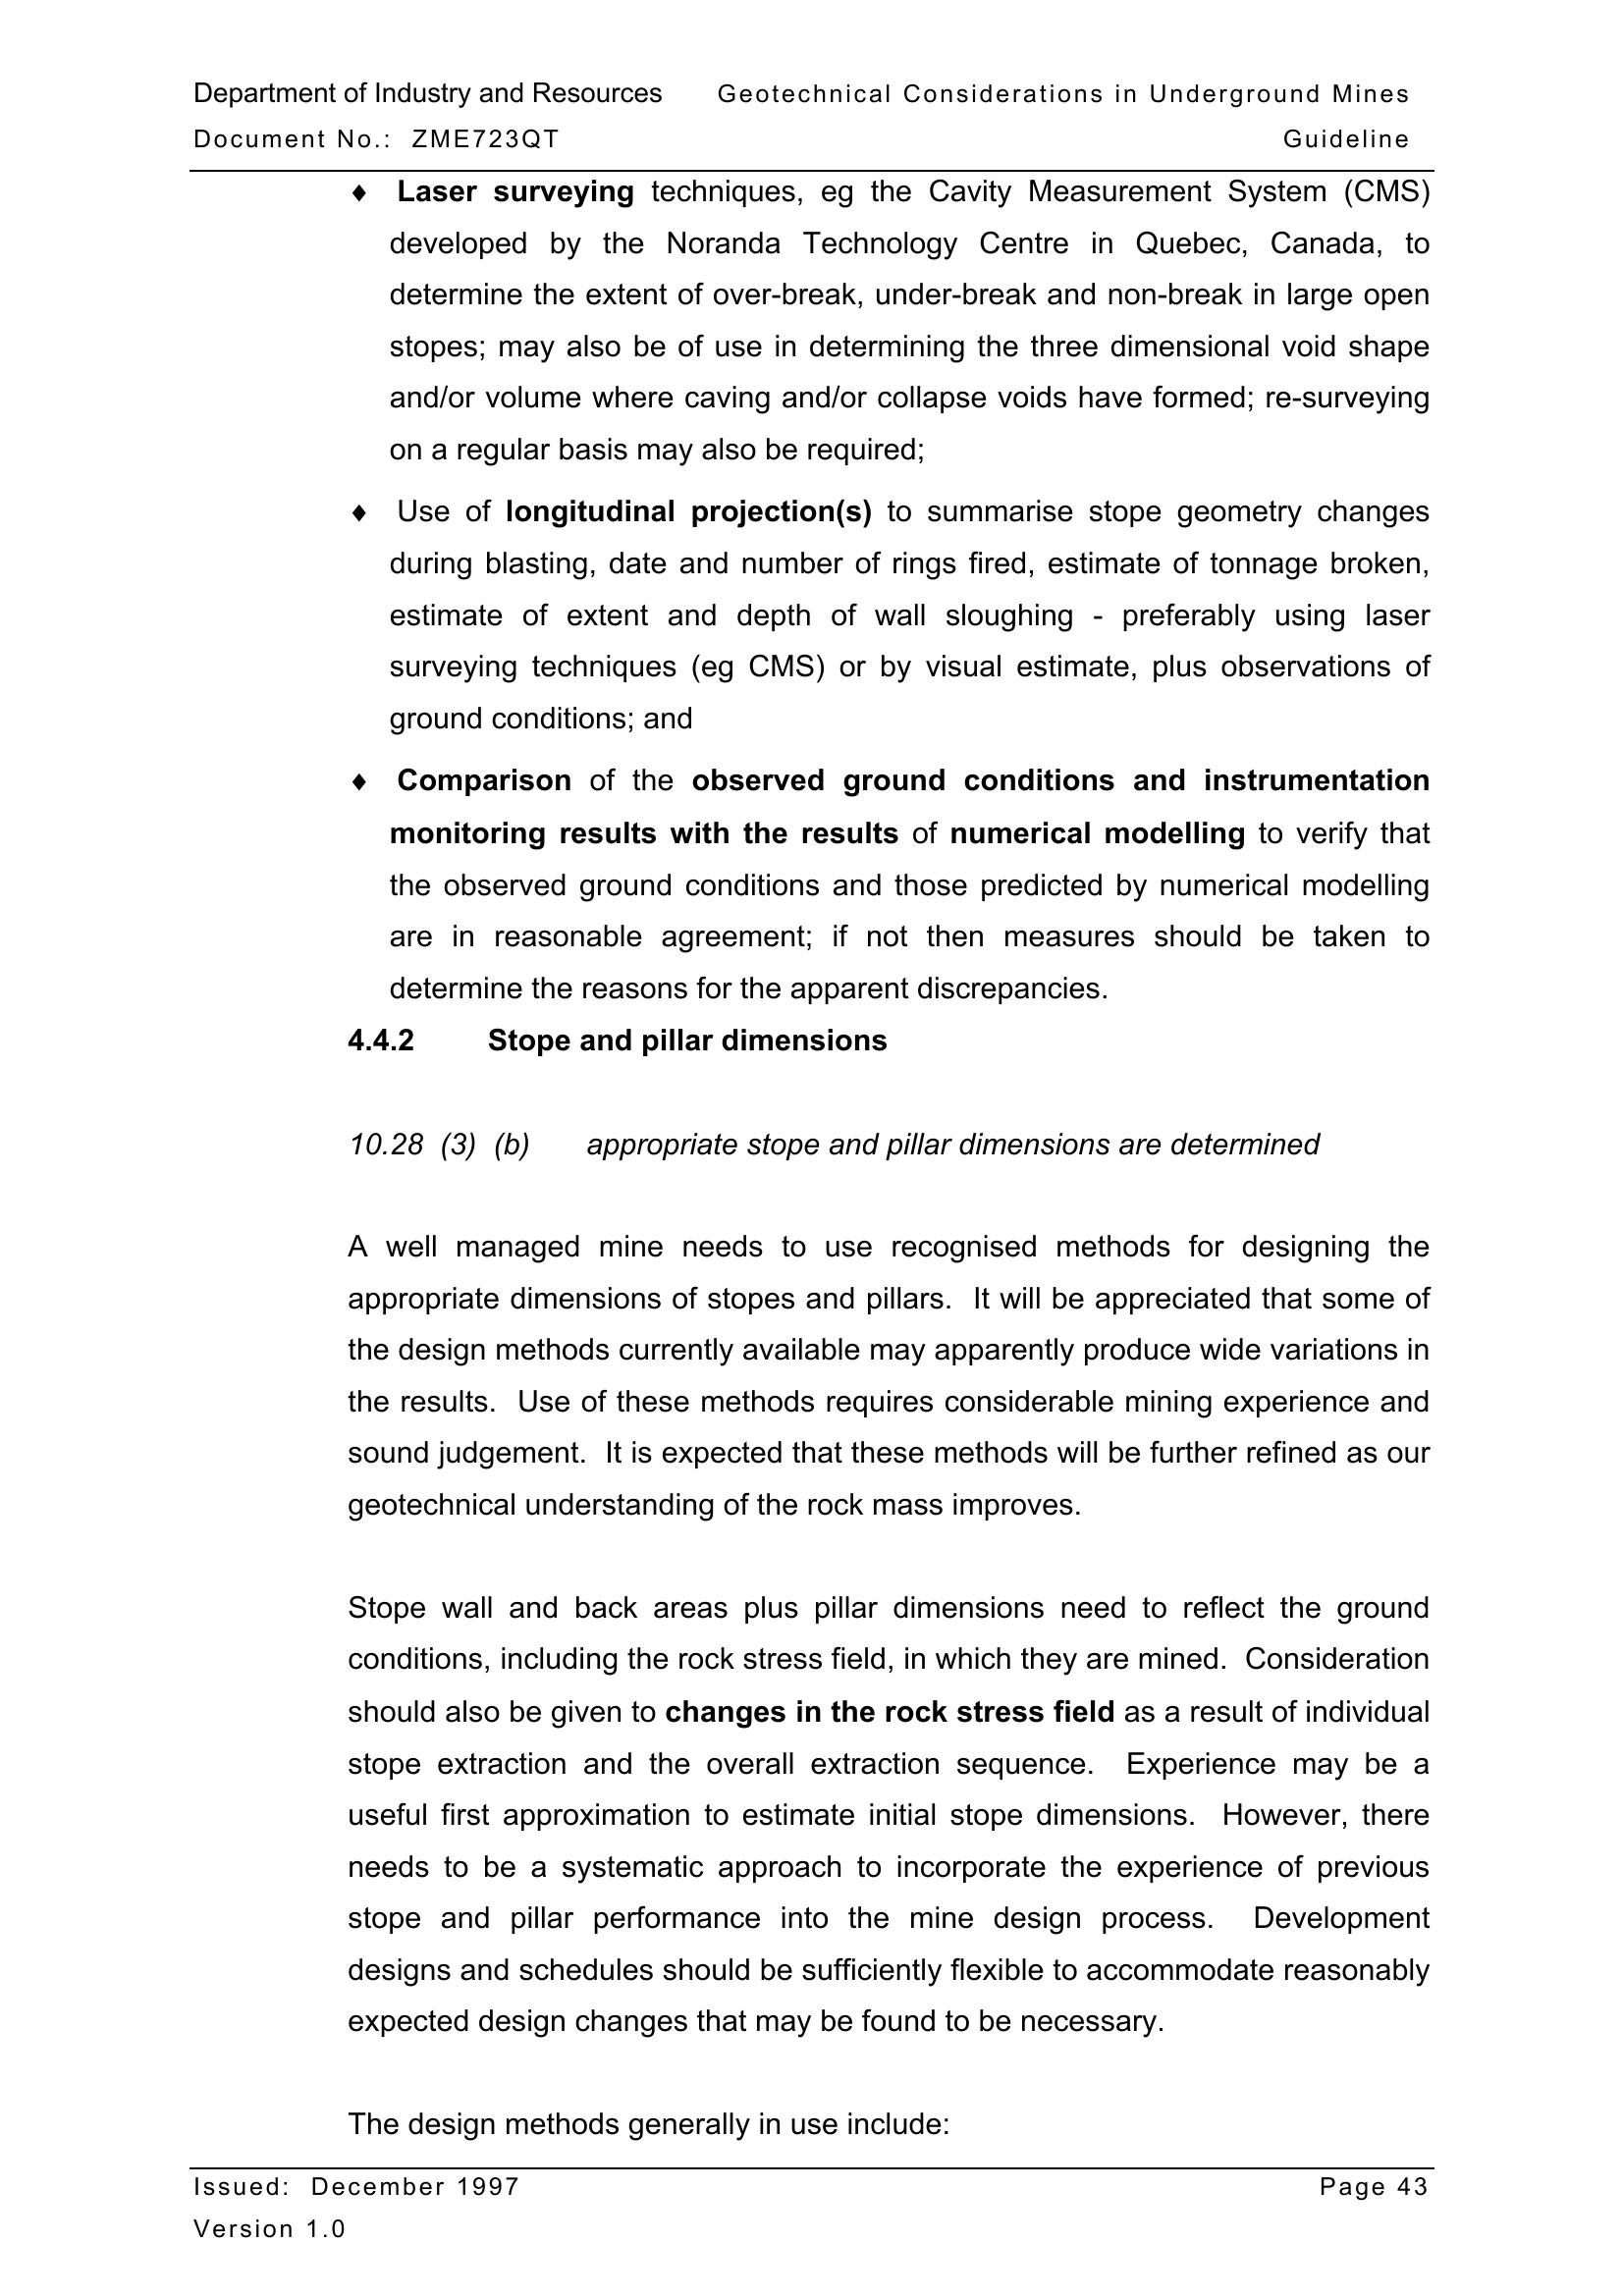 Department of Industry and Resources Geotechnical Considerations in Underground Mines
Document No.: ZME723QT Guideline
♦ Laser surveying techniques, eg the Cavity Measurement System (CMS)
developed by the Noranda Technology Centre in Quebec, Canada, to
determine the extent of over-break, under-break and non-break in large open
stopes; may also be of use in determining the three dimensional void shape
and/or volume where caving and/or collapse voids have formed; re-surveying
on a regular basis may also be required;
♦ Use of longitudinal projection(s) to summarise stope geometry changes
during blasting, date and number of rings fired, estimate of tonnage broken,
estimate of extent and depth of wall sloughing - preferably using laser
surveying techniques (eg CMS) or by visual estimate, plus observations of
ground conditions; and
♦ Comparison of the observed ground conditions and instrumentation
monitoring results with the results of numerical modelling to verify that
the observed ground conditions and those predicted by numerical modelling
are in reasonable agreement; if not then measures should be taken to
determine the reasons for the apparent discrepancies.
4.4.2 Stope and pillar dimensions
10.28 (3) (b) appropriate stope and pillar dimensions are determined
A well managed mine needs to use recognised methods for designing the
appropriate dimensions of stopes and pillars. It will be appreciated that some of
the design methods currently available may apparently produce wide variations in
the results. Use of these methods requires considerable mining experience and
sound judgement. It is expected that these methods will be further refined as our
geotechnical understanding of the rock mass improves.
Stope wall and back areas plus pillar dimensions need to reflect the ground
conditions, including the rock stress field, in which they are mined. Consideration
should also be given to changes in the rock stress field as a result of individual
stope extraction and the overall extraction sequence. Experience may be a
useful first approximation to estimate initial stope dimensions. However, there
needs to be a systematic approach to incorporate the experience of previous
stope and pillar performance into the mine design process. Development
designs and schedules should be sufficiently flexible to accommodate reasonably
expected design changes that may be found to be necessary.
The design methods generally in use include:
Issued: December 1997 Page 43
Version 1.0